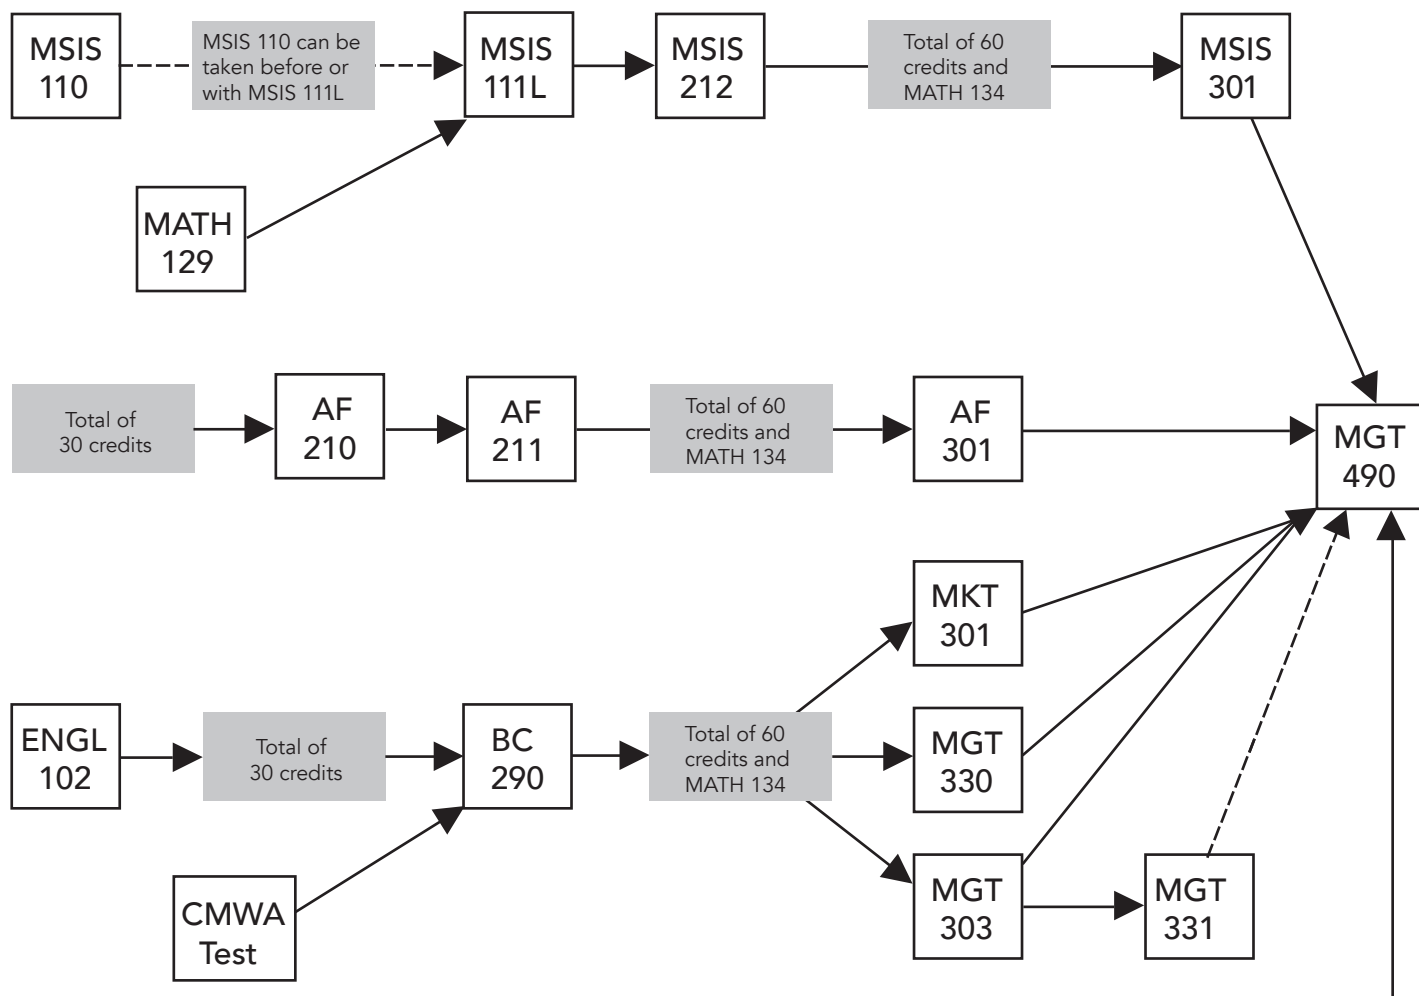 MSIS
110
MSIS 110 can be
taken before or
with MSIS 111L
MSIS
111L
MSIS
212
Total of 60
credits and
MATH 134
MSIS
301
MATH
129
Total of
30 credits
AF
210
AF
211
Total of 60
credits and
MATH 134
AF
301
MGT
490
MKT
301
ENGL
102
Total of
30 credits
BC
290
Total of 60
credits and
MATH 134
MGT
330
CMWA
Test
MGT
303
MGT
331